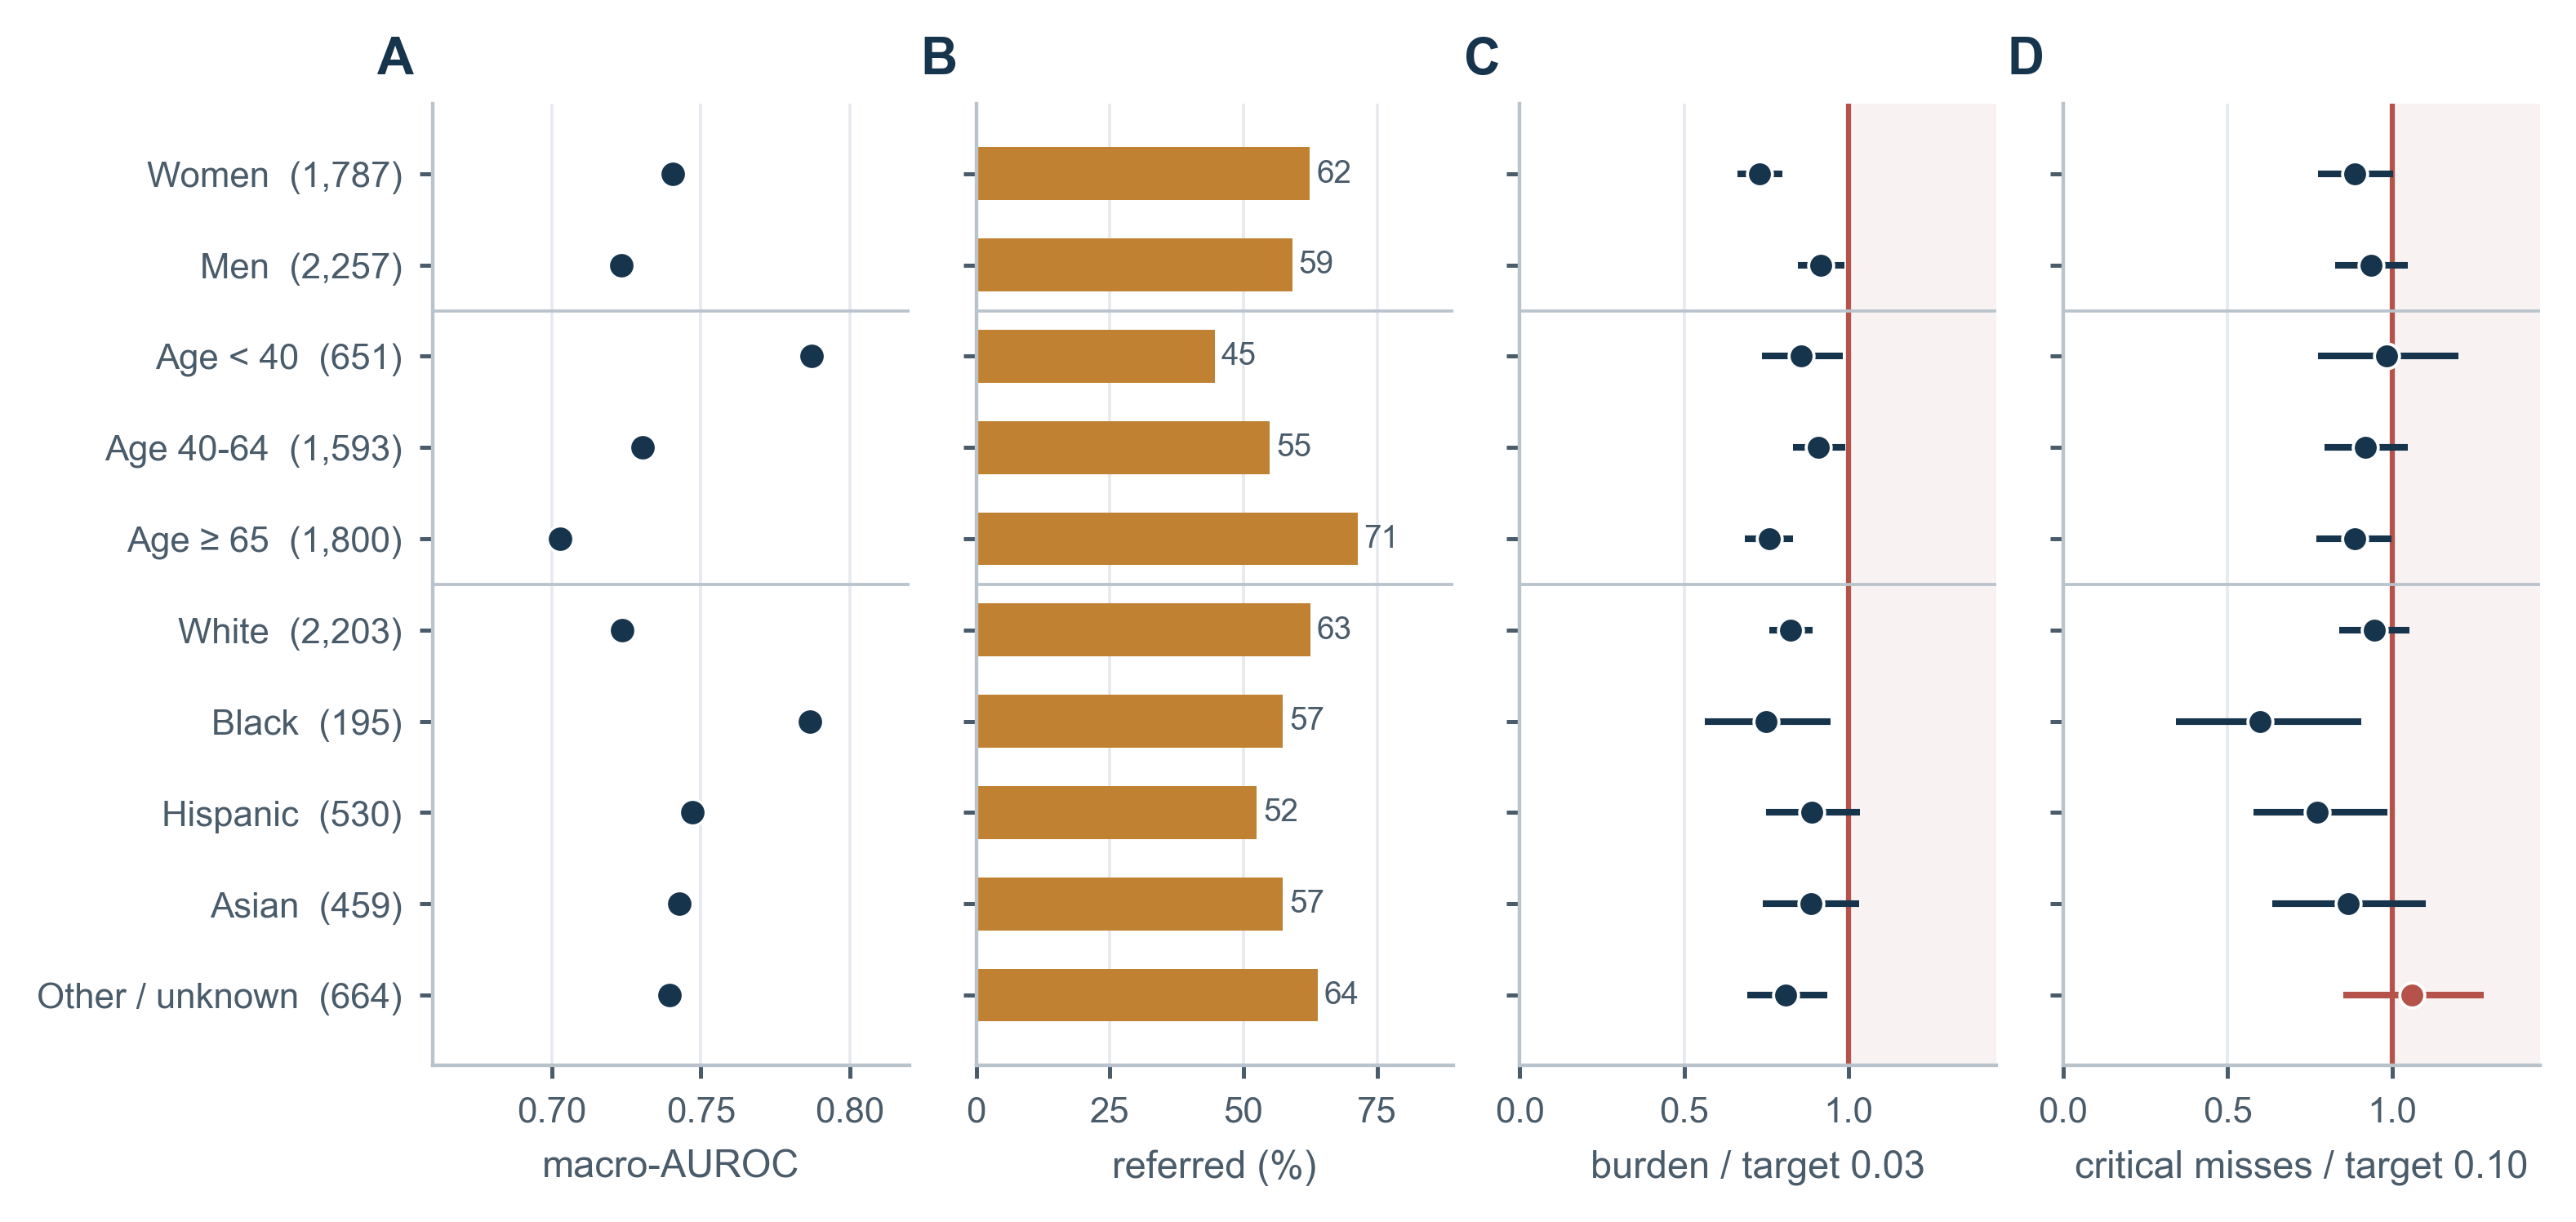 A B C D
Women (1,787)
62
Men (2,257)
59
Age < 40 (651)
45
Age 40-64 (1,593)
55
Age ≥ 65 (1,800)
71
White (2,203)
63
Black (195)
57
Hispanic (530)
52
Asian (459)
57
Other / unknown (664)
64
0.70 0.75 0.80
0 25 50 75
0.0 0.5 1.0
0.0 0.5 1.0
macro-AUROC
referred (%)
burden / target 0.03
critical misses / target 0.10